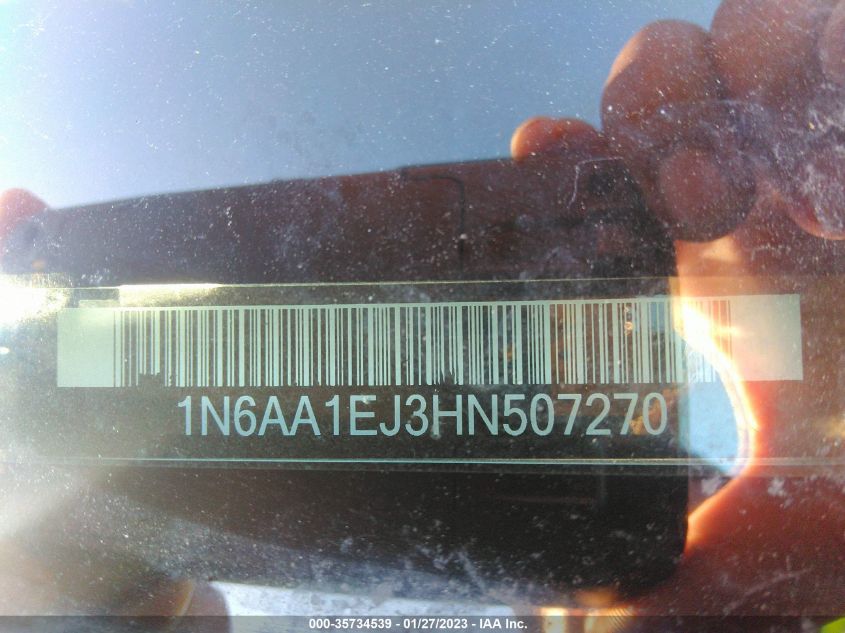 1N6AA1EJ3HN507270
000-35734539 - 01/27/2023 - IAA Inc.